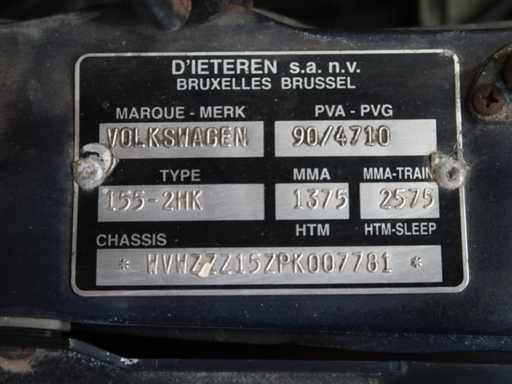 D'IETEREN s.a. n.v.
BRUXELLES BRUSSEL
MARQUE - MERK PVA - PVG
VOLKSWAGEN 90/4710
TYPE MMA MMA-TRAIN
155-2HK 1375 2575
HTM HTM-SLEEP
CHASSIS
* WVWZZZ15ZPK007781 *